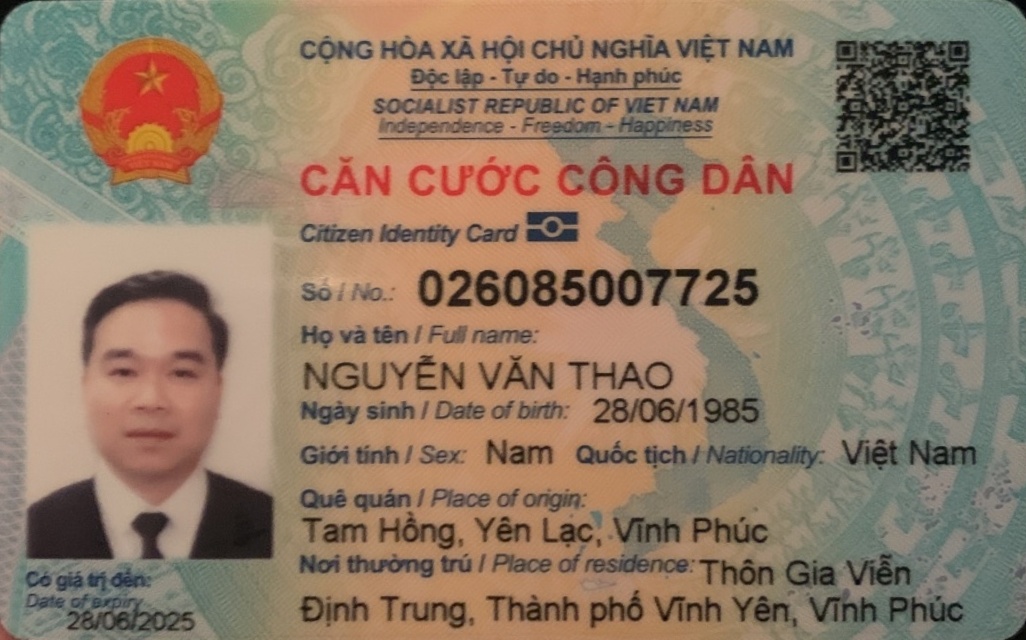 CỘNG HÒA XÃ HỘI CHỦ NGHĨA VIỆT NAM
Độc lập - Tự do - Hạnh phúc
SOCIALIST REPUBLIC OF VIET NAM
Independence - Freedom - Happiness
CĂN CƯỚC CÔNG DÂN
Citizen Identity Card
Số / No.: 026085007725
Họ và tên / Full name:
NGUYỄN VĂN THAO
Ngày sinh / Date of birth: 28/06/1985
Giới tính / Sex: Nam Quốc tịch / Nationality: Việt Nam
Quê quán / Place of origin:
Tam Hồng, Yên Lạc, Vĩnh Phúc
Nơi thường trú / Place of residence: Thôn Gia Viễn
Định Trung, Thành phố Vĩnh Yên, Vĩnh Phúc
Có giá trị đến:
Date of expiry
28/06/2025